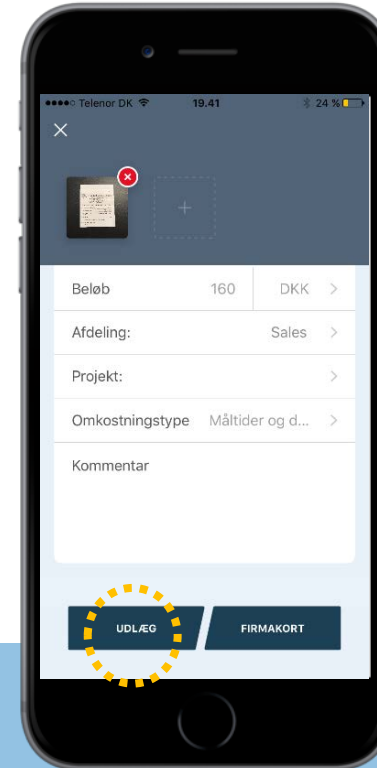 Telenor DK 19.41 24 %
Beløb 160 DKK
Afdeling: Sales
Projekt:
Omkostningstype Måltider og d...
Kommentar
UDLÆG FIRMAKORT